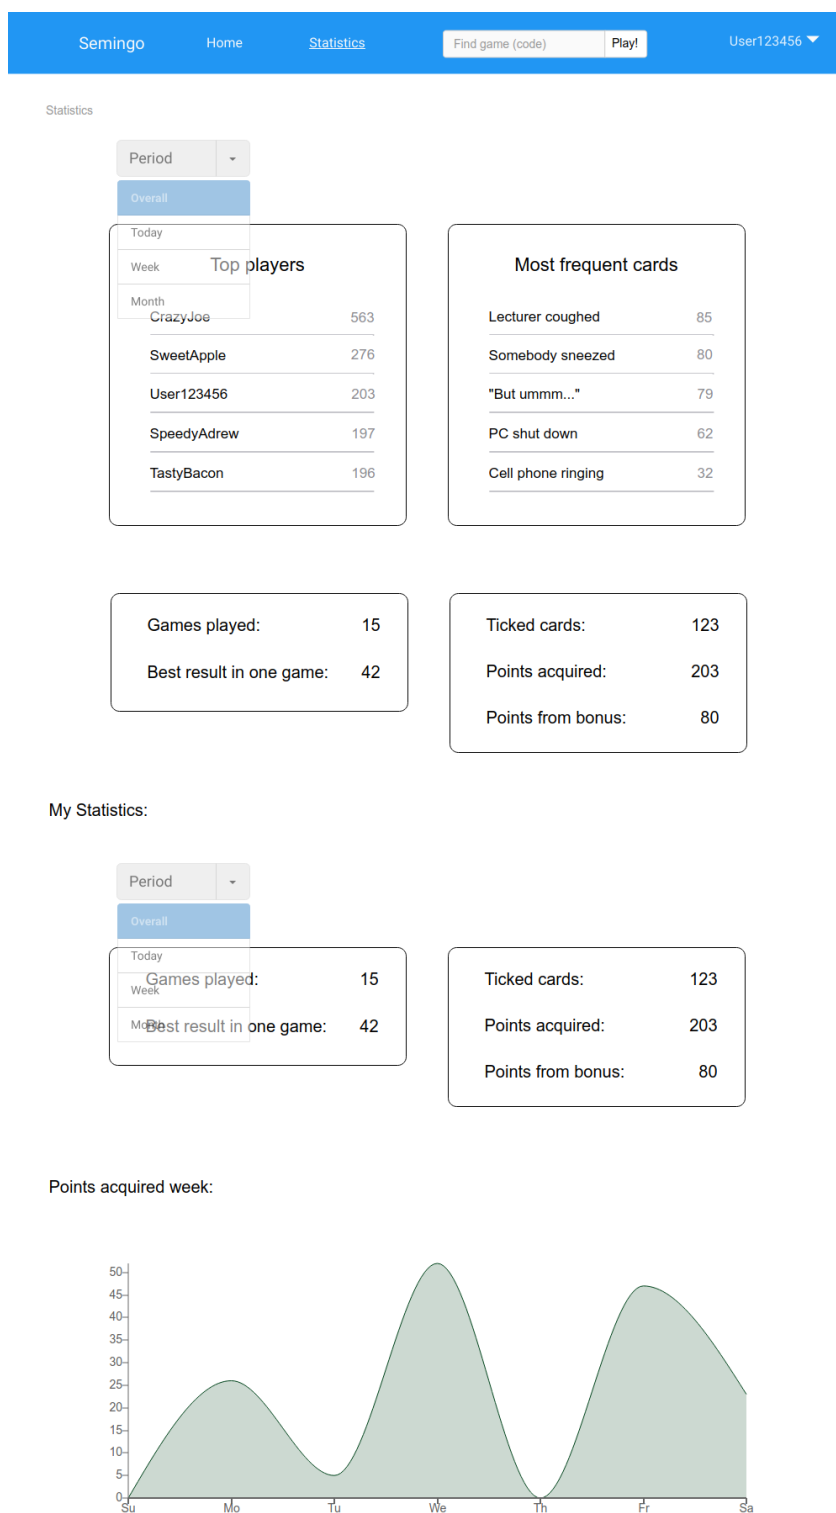 Semingo Home Statistics Find game (code) Play! User123456
Statistics
Period
Overall
Today
Week
Month
Top players
CrazyJoe 563
SweetApple 276
User123456 203
SpeedyAdrew 197
TastyBacon 196
Most frequent cards
Lecturer coughed 85
Somebody sneezed 80
"But ummm..." 79
PC shut down 62
Cell phone ringing 32
Games played: 15
Best result in one game: 42
Ticked cards: 123
Points acquired: 203
Points from bonus: 80
My Statistics:
Period
Overall
Today
Week
Month
Games played: 15
Best result in one game: 42
Ticked cards: 123
Points acquired: 203
Points from bonus: 80
Points acquired week:
50
45
40
35
30
25
20
15
10
5
0
Su Mo Tu We Th Fr Sa